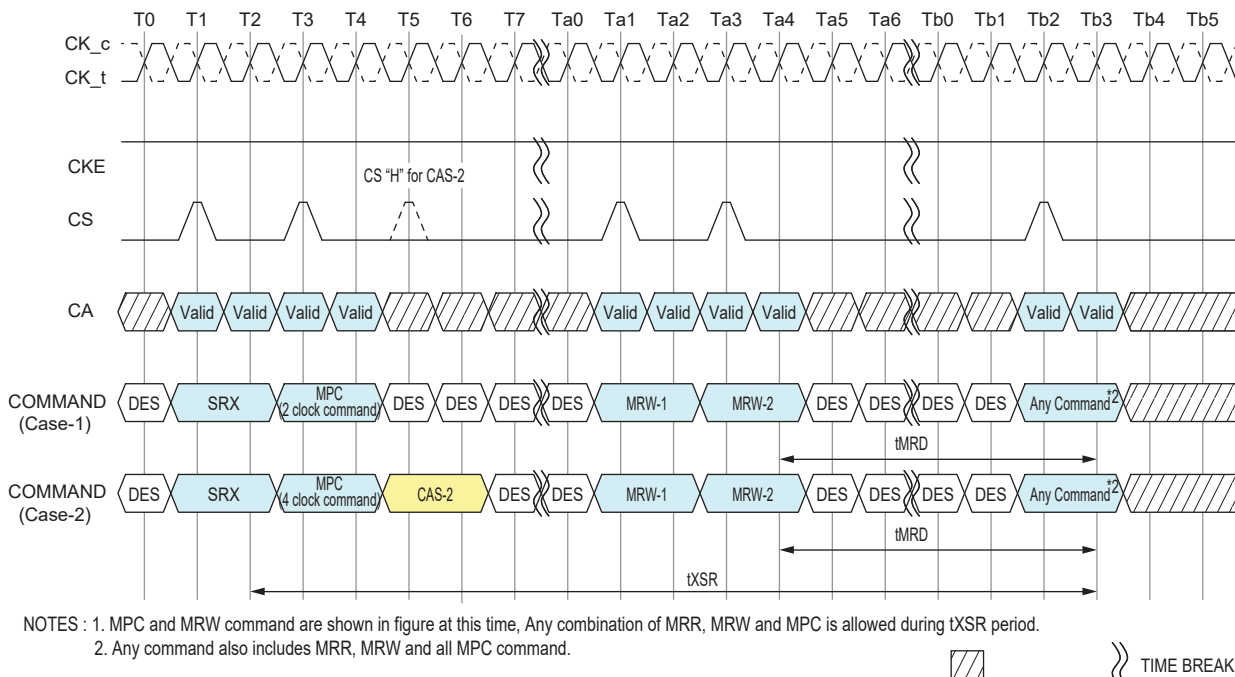 T0 T1 T2 T3 T4 T5 T6 T7 Ta0 Ta1 Ta2 Ta3 Ta4 Ta5 Ta6 Tb0 Tb1 Tb2 Tb3 Tb4 Tb5
CK_c
CK_t
CKE
CS "H" for CAS-2
CS
CA Valid Valid Valid Valid Valid Valid Valid Valid Valid Valid
COMMAND (Case-1)
DES SRX MPC (2 clock command) DES DES DES DES MRW-1 MRW-2 DES DES DES DES Any Command*2
tMRD
COMMAND (Case-2)
DES SRX MPC (4 clock command) CAS-2 DES DES MRW-1 MRW-2 DES DES DES DES Any Command*2
tMRD
tXSR
NOTES : 1. MPC and MRW command are shown in figure at this time, Any combination of MRR, MRW and MPC is allowed during tXSR period.
2. Any command also includes MRR, MRW and all MPC command.
TIME BREAK